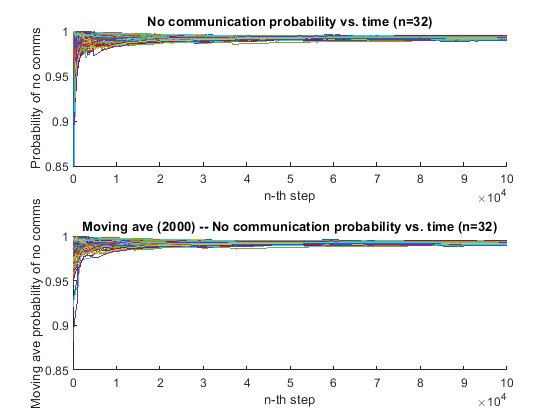 No communication probability vs. time (n=32)
Probability of no comms
1
0.95
0.9
0.85
0 1 2 3 4 5 6 7 8 9 10
n-th step
×10^4
Moving ave (2000) -- No communication probability vs. time (n=32)
Moving ave probability of no comms
1
0.95
0.9
0.85
0 1 2 3 4 5 6 7 8 9 10
n-th step
×10^4